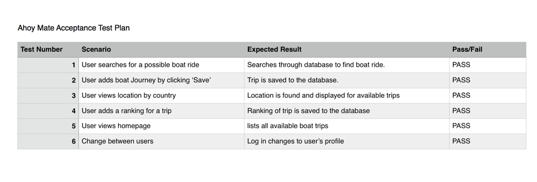 Ahoy Mate Acceptance Test Plan
Test Number Scenario Expected Result Pass/Fail
1 User searches for a possible boat ride Searches through database to find boat ride. PASS
2 User adds boat Journey by clicking 'Save' Trip is saved to the database. PASS
3 User views location by country Location is found and displayed for available trips PASS
4 User adds a ranking for a trip Ranking of trip is saved to the database PASS
5 User views homepage lists all available boat trips PASS
6 Change between users Log in changes to user's profile PASS